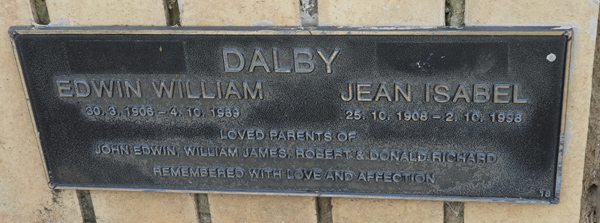 DALBY
EDWIN WILLIAM JEAN ISABEL
30. 3. 1906 – 4. 10. 1989 25. 10. 1908 – 2. 10. 1998
LOVED PARENTS OF
JOHN EDWIN, WILLIAM JAMES, ROBERT & DONALD RICHARD
REMEMBERED WITH LOVE AND AFFECTION
18